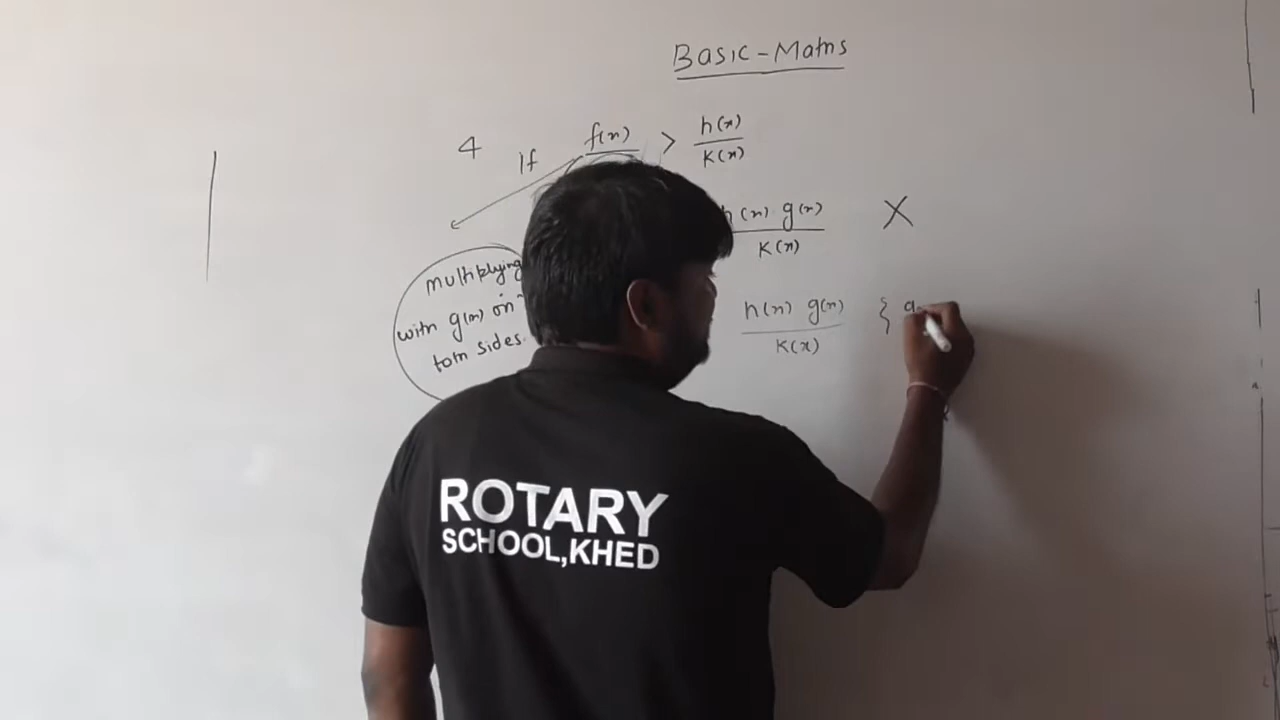 Basic-Maths
4 If f(x) > h(x)
K(x)
h(x) g(x) X
K(x)
multiplying
with g(x) on
both sides.
h(x) g(x) { g
K(x)
ROTARY
SCHOOL,KHED